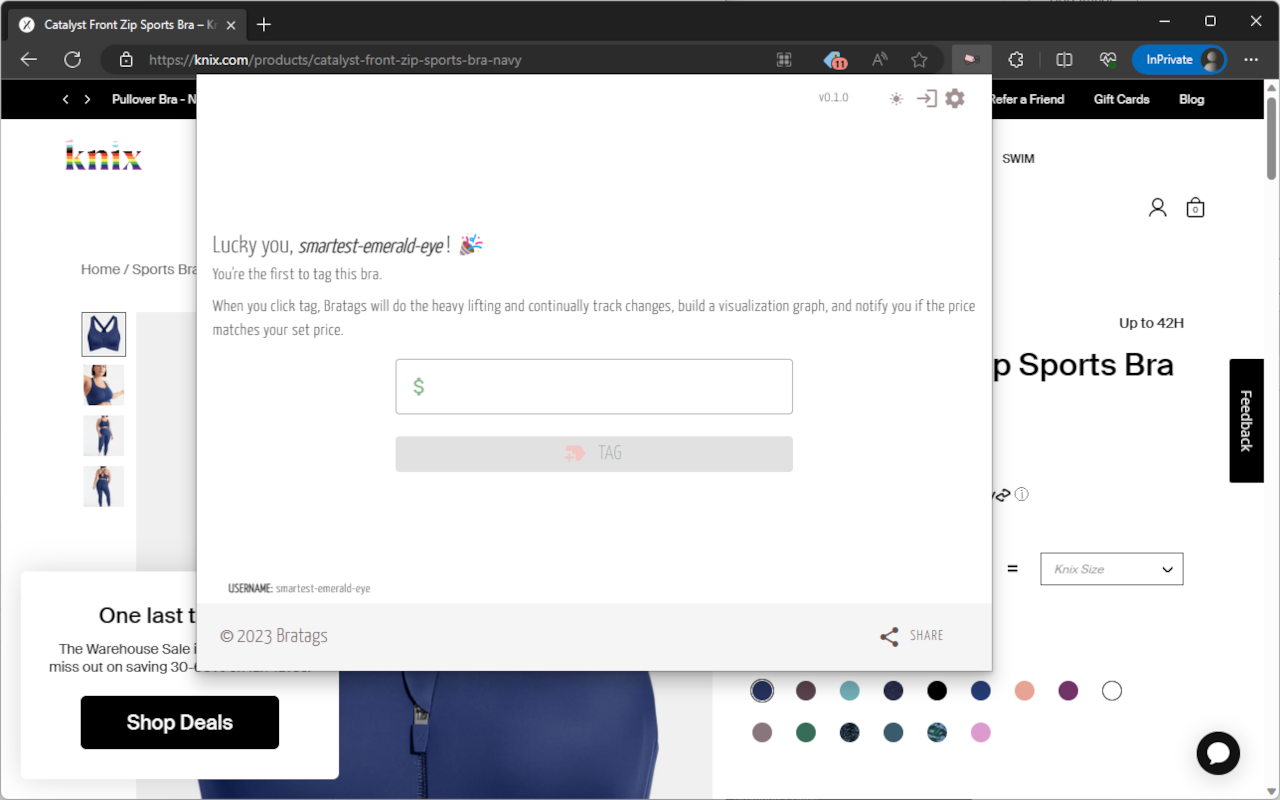 Catalyst Front Zip Sports Bra – Kn
https://knix.com/products/catalyst-front-zip-sports-bra-navy
11
InPrivate
Pullover Bra - N
Refer a Friend
Gift Cards
Blog
v0.1.0
knix
SWIM
0
Lucky you, smartest-emerald-eye! 🎉
Home / Sports Bra
You're the first to tag this bra.
When you click tag, Bratags will do the heavy lifting and continually track changes, build a visualization graph, and notify you if the price
matches your set price.
Up to 42H
p Sports Bra
$
Feedback
TAG
=
Knix Size
USERNAME: smartest-emerald-eye
One last t
© 2023 Bratags
SHARE
The Warehouse Sale i
miss out on saving 30-6
Shop Deals